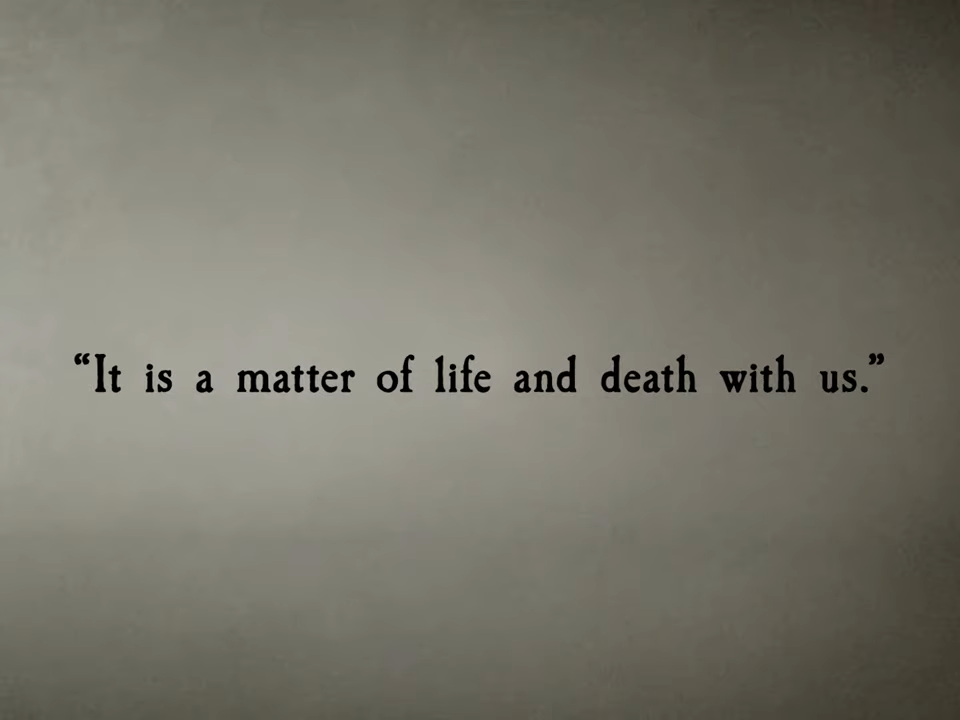 “It is a matter of life and death with us.”